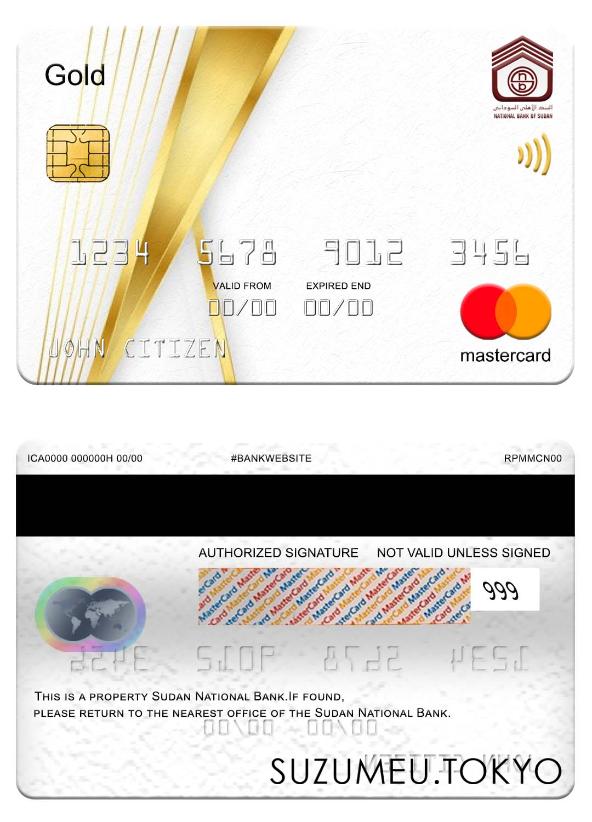 Gold
البنك الأهلي السوداني
NATIONAL BANK OF SUDAN
1234 5678 9012 3456
VALID FROM EXPIRED END
00/00 00/00
JOHN CITIZEN
mastercard
ICA0000 000000H 00/00 #BANKWEBSITE RPMMCN00
AUTHORIZED SIGNATURE NOT VALID UNLESS SIGNED
MasterCard MasterCard MasterCard MasterCard
999
THIS IS A PROPERTY SUDAN NATIONAL BANK.IF FOUND,
PLEASE RETURN TO THE NEAREST OFFICE OF THE SUDAN NATIONAL BANK.
SUZUMEU.TOKYO